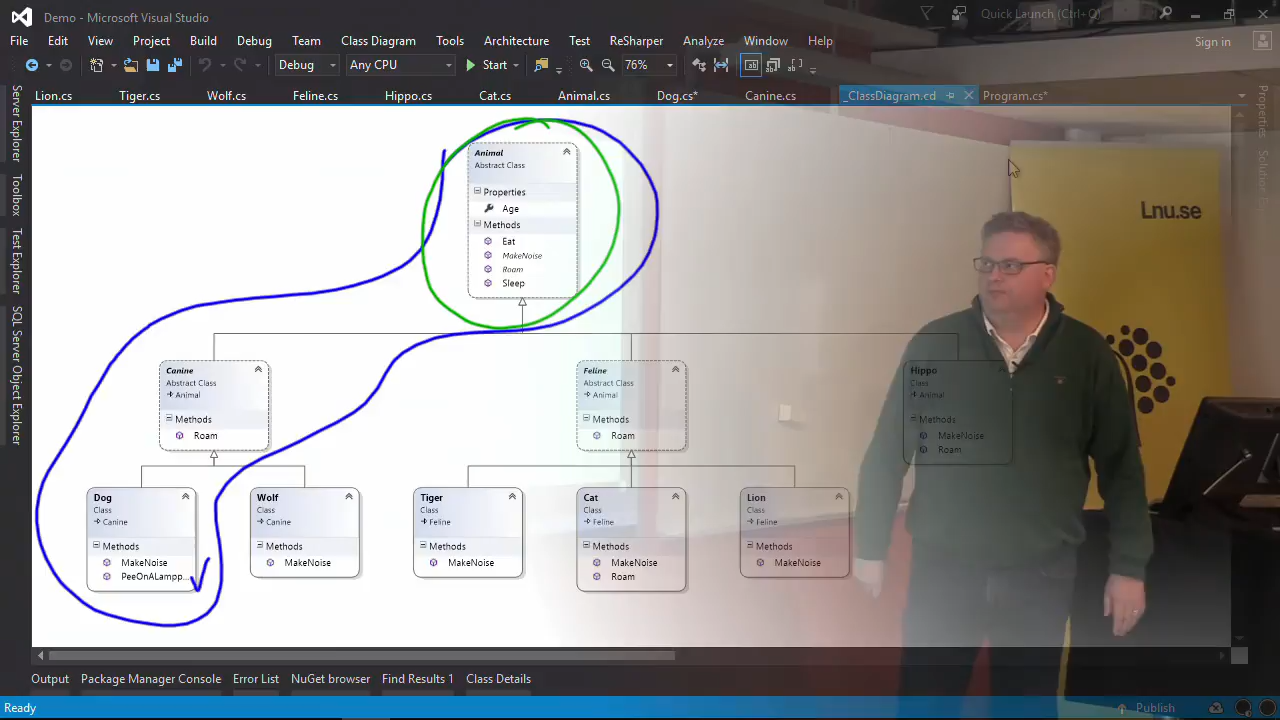 Demo - Microsoft Visual Studio
Quick Launch (Ctrl+Q)
File Edit View Project Build Debug Team Class Diagram Tools Architecture Test ReSharper Analyze Window Help
Sign in
Debug Any CPU Start 76%
Lion.cs Tiger.cs Wolf.cs Feline.cs Hippo.cs Cat.cs Animal.cs Dog.cs* Canine.cs _ClassDiagram.cd Program.cs*
Server Explorer
Toolbox
Test Explorer
SQL Server Object Explorer
Properties
Solution
Lnu.se
Animal
Abstract Class
Properties
Age
Methods
Eat
MakeNoise
Roam
Sleep
Canine
Abstract Class
Animal
Methods
Roam
Feline
Abstract Class
Animal
Methods
Roam
Hippo
Class
Animal
Methods
MakeNoise
Roam
Dog
Class
Canine
Methods
MakeNoise
PeeOnALampp...
Wolf
Class
Canine
Methods
MakeNoise
Tiger
Class
Feline
Methods
MakeNoise
Cat
Class
Feline
Methods
MakeNoise
Roam
Lion
Class
Feline
Methods
MakeNoise
Output Package Manager Console Error List NuGet browser Find Results 1 Class Details
Ready
Publish